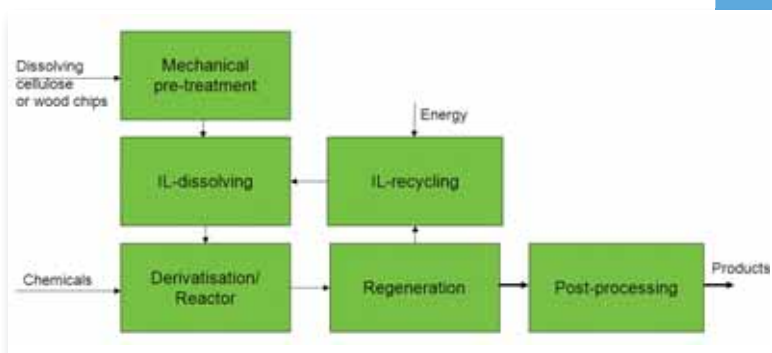 Dissolving
cellulose
or wood chips
Mechanical
pre-treatment
Energy
IL-dissolving
IL-recycling
Chemicals
Derivatisation/
Reactor
Regeneration
Post-processing
Products